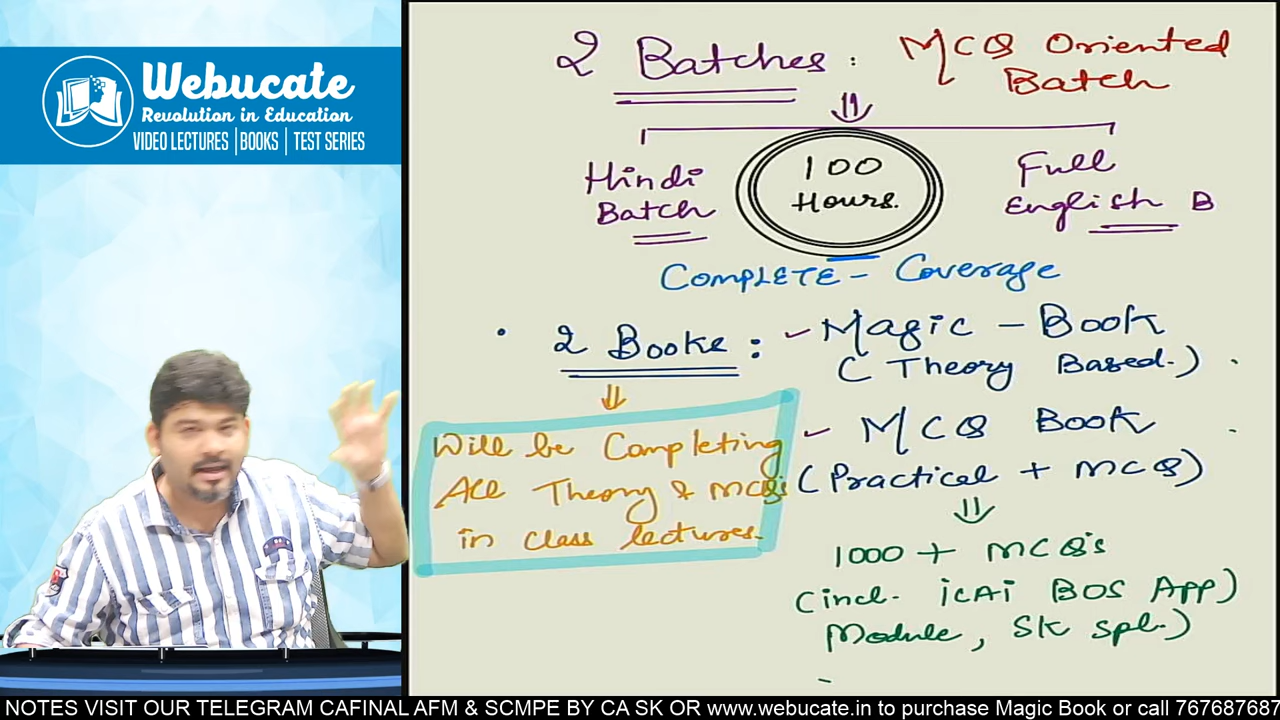 Webucate
Revolution in Education
VIDEO LECTURES | BOOKS | TEST SERIES
2 Batches : MCQ Oriented
Batch
Hindi
Batch
100
Hours.
Full
English B
COMPLETE - Coverage
2 Books : Magic - Book
( Theory Based.)
Will be Completing
All Theory & MCQ's
in class lectures.
MCQ Book
(Practical + MCQ)
1000 + MCQ's
(incl. ICAI BOS App)
Module, SK Spl.)
NOTES VISIT OUR TELEGRAM CAFINAL AFM & SCMPE BY CA SK OR www.webucate.in to purchase Magic Book or call 767687687